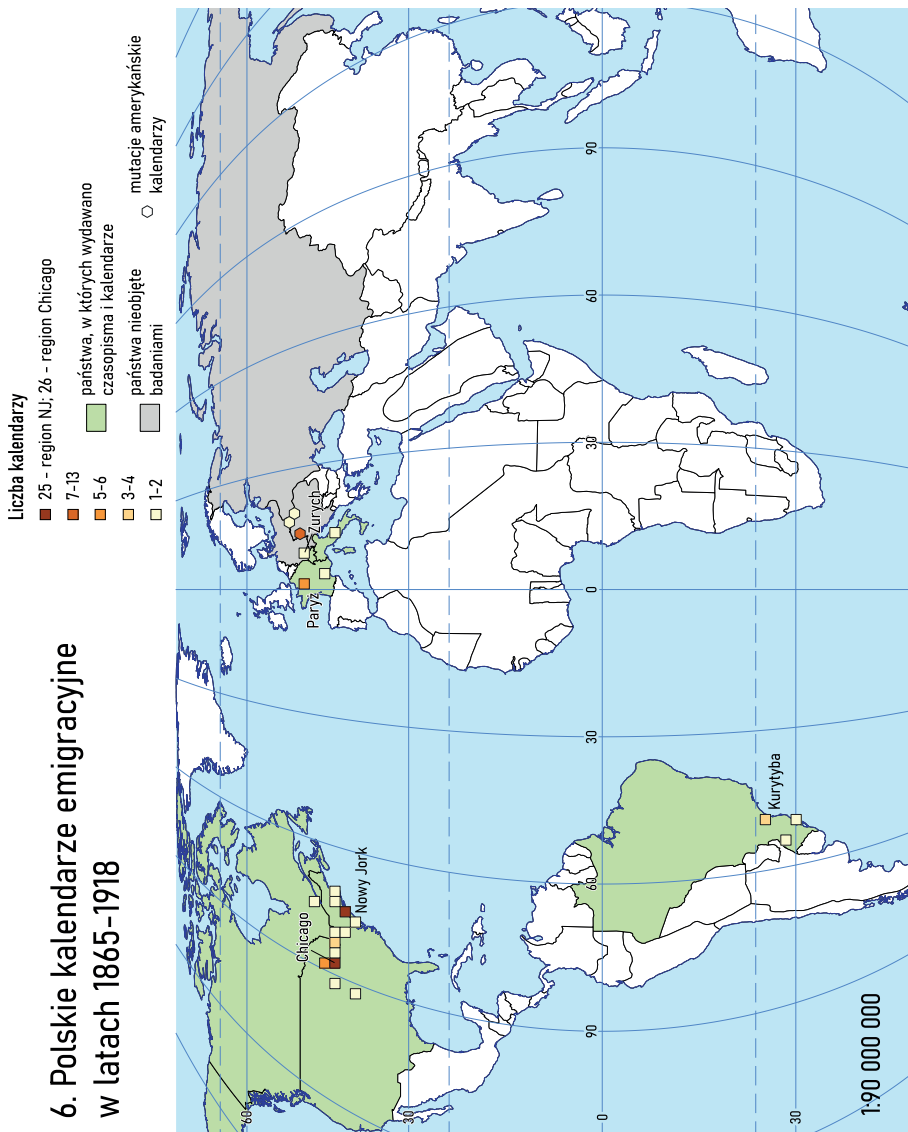 6. Polskie kalendarze emigracyjne
w latach 1865-1918
Liczba kalendarzy
25 - region NJ; 26 - region Chicago
7-13
5-6
3-4
1-2
państwa, w których wydawano
czasopisma i kalendarze
państwa nieobjęte
badaniami
mutacje amerykańskie
kalendarzy
Chicago
Nowy Jork
Paryż
Zurych
Kurytyba
60
30
0
30
90
60
30
0
30
60
90
1:90 000 000